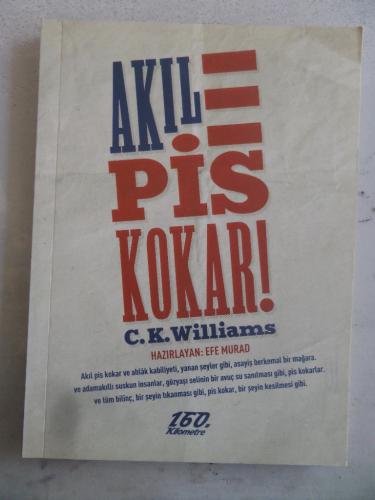 AKIL
PİS
KOKAR!
C.K.Williams
HAZIRLAYAN: EFE MURAD
Akıl pis kokar ve ahlâk kabiliyeti, yanan şeyler gibi, asayiş berkemal bir mağara.
ve adamakıllı suskun insanlar, gözyaşı selinin bir avuç su sanılması gibi, pis kokarlar.
ve tüm bilinç, bir şeyin tıkanması gibi, pis kokar, bir şeyin kesilmesi gibi.
160.
Kilometre